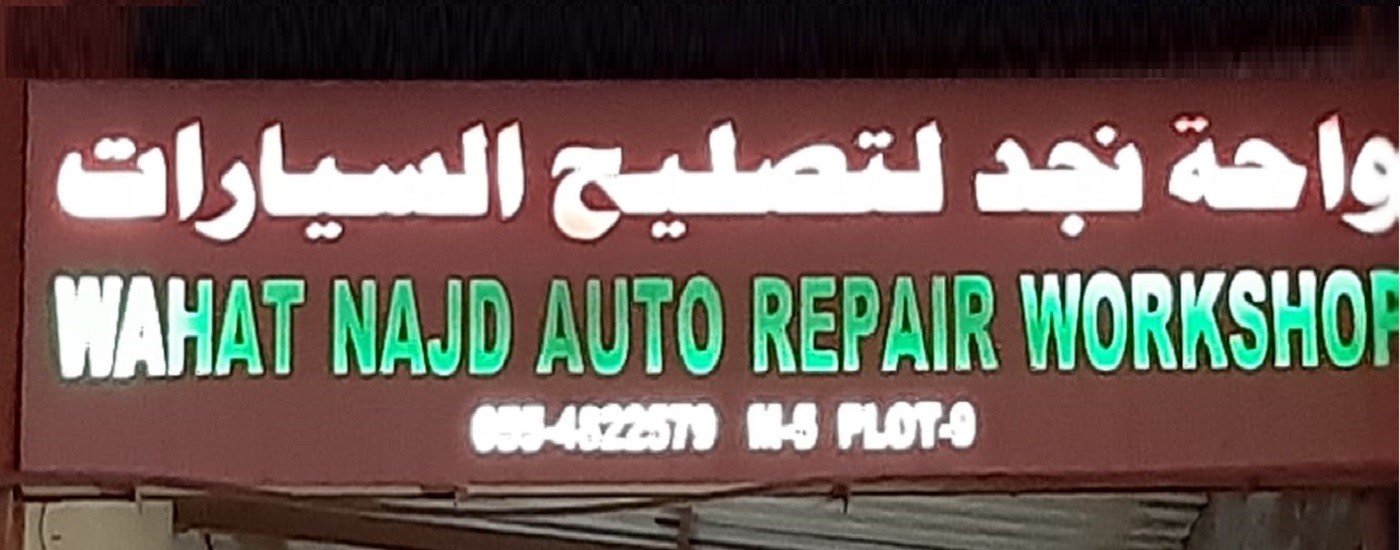 واحة نجد لتصليح السيارات
WAHAT NAJD AUTO REPAIR WORKSHOP
055-4822579 M-5 PLOT-9